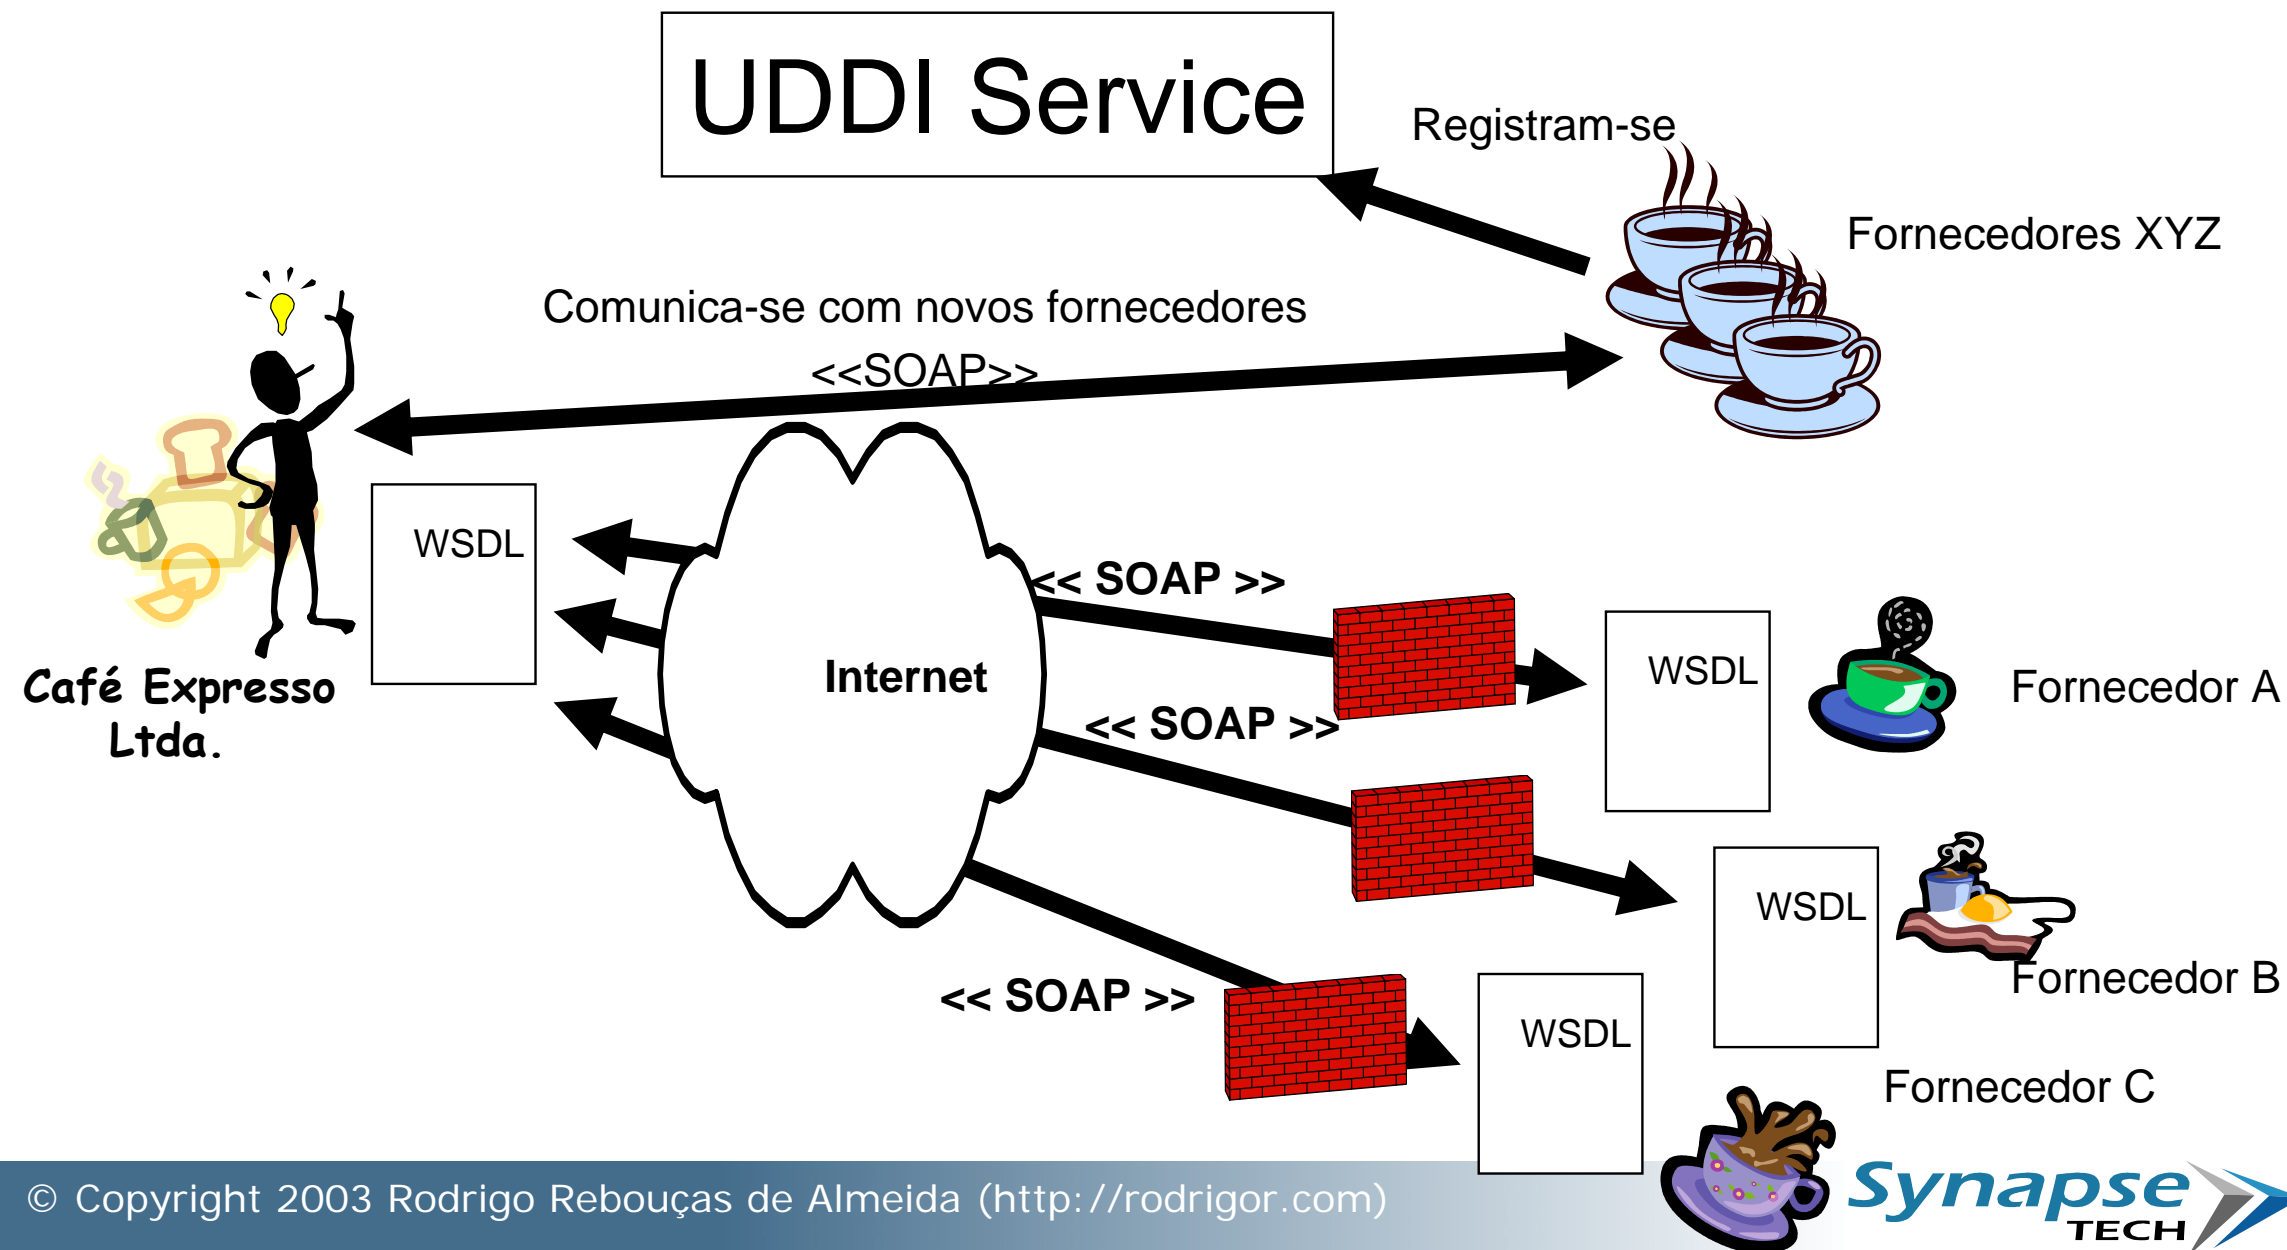 UDDI Service
Registram-se
Fornecedores XYZ
Comunica-se com novos fornecedores
<<SOAP>>
WSDL
<< SOAP >>
Internet
WSDL
Fornecedor A
Café Expresso
Ltda.
<< SOAP >>
WSDL
Fornecedor B
<< SOAP >>
WSDL
Fornecedor C
© Copyright 2003 Rodrigo Rebouças de Almeida (http://rodrigor.com)
Synapse
TECH